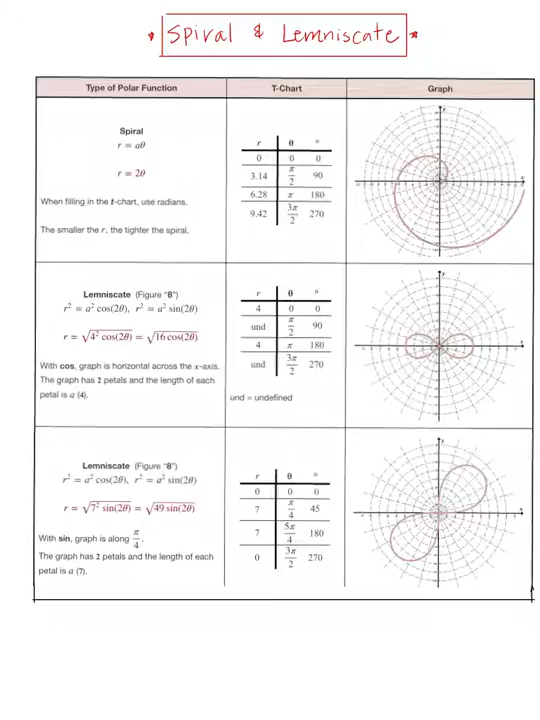 * Spiral & Lemniscate *
Type of Polar Function T-Chart Graph
Spiral
r = aθ
r = 2θ
When filling in the t-chart, use radians.
The smaller the r, the tighter the spiral.
r θ °
0 0 0
3.14 π/2 90
6.28 π 180
9.42 3π/2 270
Lemniscate (Figure "8")
r² = a² cos(2θ), r² = a² sin(2θ)
r = √4² cos(2θ) = √16 cos(2θ)
With cos, graph is horizontal across the x-axis.
The graph has 2 petals and the length of each
petal is a (4).
r θ °
4 0 0
und π/2 90
4 π 180
und 3π/2 270
und = undefined
Lemniscate (Figure "8")
r² = a² cos(2θ), r² = a² sin(2θ)
r = √7² sin(2θ) = √49 sin(2θ)
With sin, graph is along π/4.
The graph has 2 petals and the length of each
petal is a (7).
r θ °
0 0 0
7 π/4 45
7 5π/4 180
0 3π/2 270